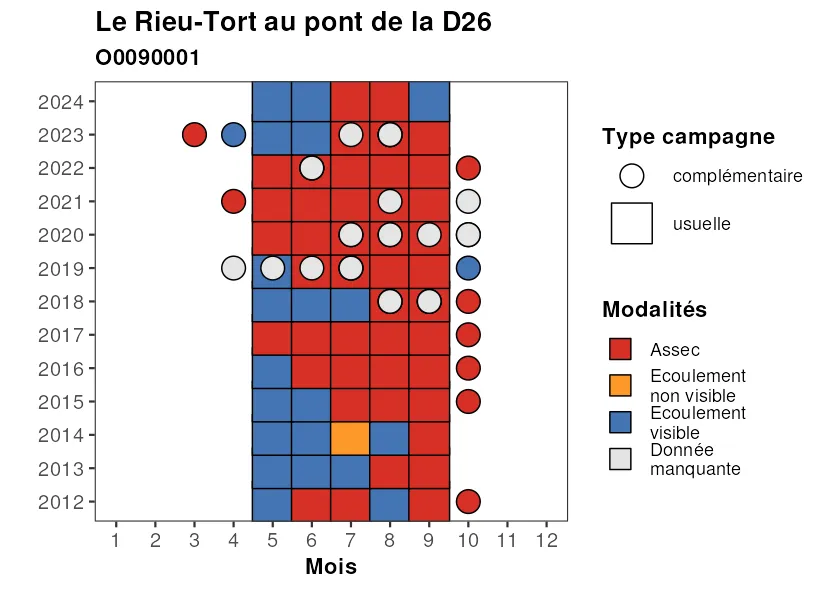 Le Rieu-Tort au pont de la D26
O0090001
2024
2023
2022
2021
2020
2019
2018
2017
2016
2015
2014
2013
2012
1 2 3 4 5 6 7 8 9 10 11 12
Mois
Type campagne
complémentaire
usuelle
Modalités
Assec
Ecoulement
non visible
Ecoulement
visible
Donnée
manquante